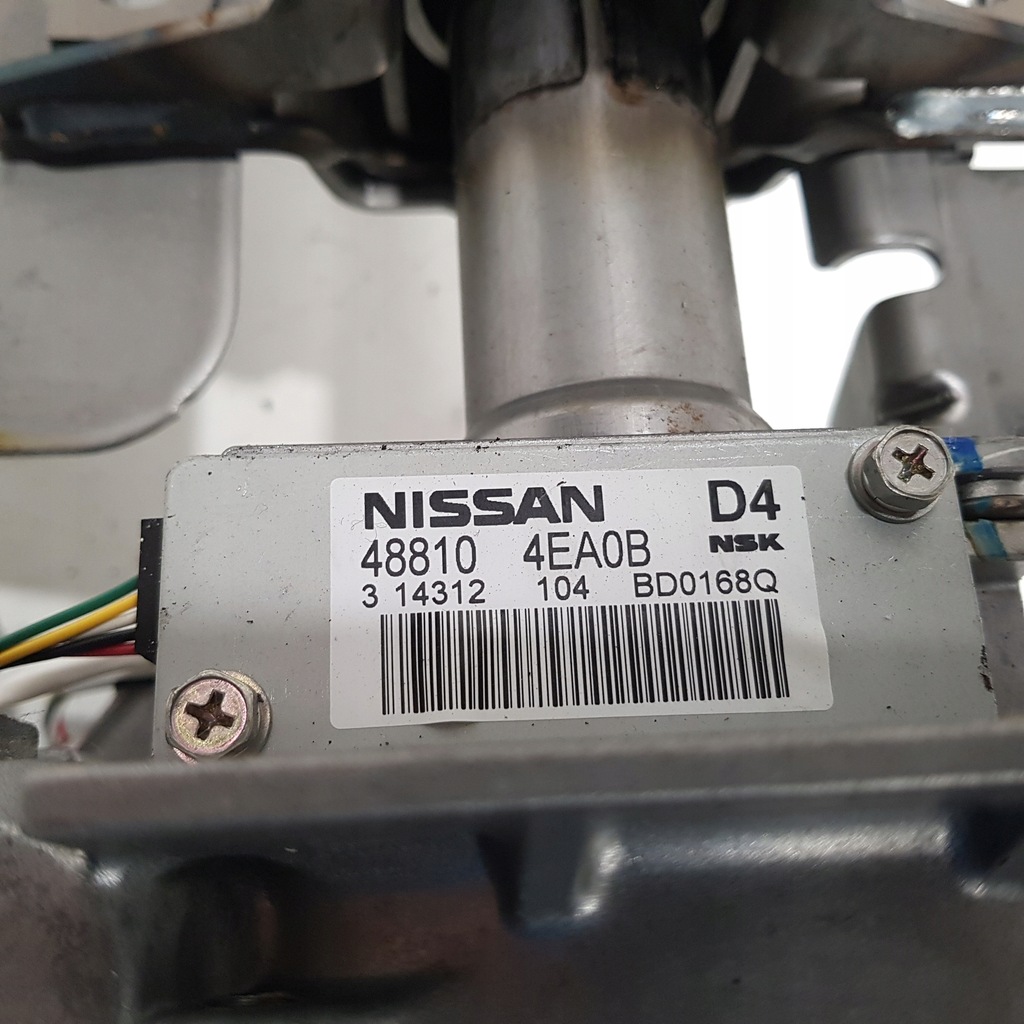 NISSAN D4
48810 4EA0B NSK
3 14312 104 BD0168Q